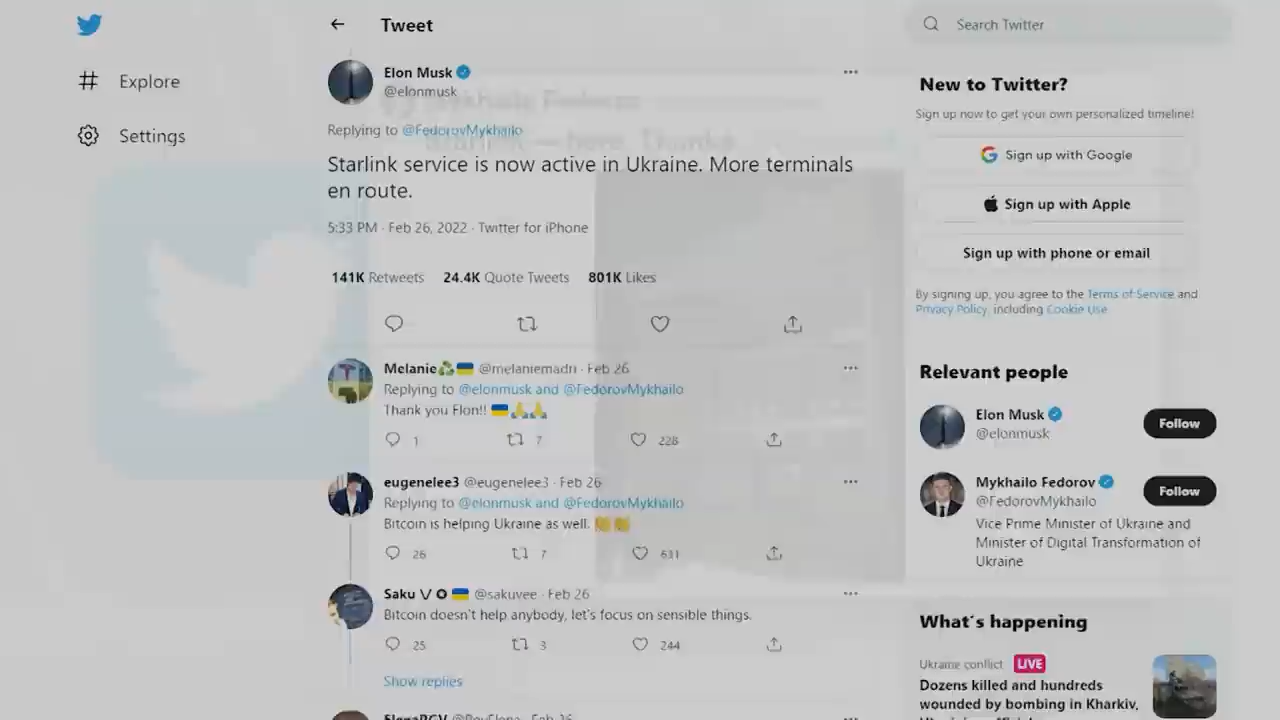 Tweet
Search Twitter
Explore
Settings
Elon Musk
@elonmusk
Replying to @FedorovMykhailo
Starlink service is now active in Ukraine. More terminals
en route.
5:33 PM · Feb 26, 2022 · Twitter for iPhone
141K Retweets 24.4K Quote Tweets 801K Likes
Melanie @melaniemadri · Feb 26
Replying to @elonmusk and @FedorovMykhailo
Thank you Elon!!
1 7 228
eugenelee3 @eugenelee3 · Feb 26
Replying to @elonmusk and @FedorovMykhailo
Bitcoin is helping Ukraine as well.
26 7 631
Saku @sakuvee · Feb 26
Bitcoin doesn't help anybody, let's focus on sensible things.
25 3 244
Show replies
Feb 26
New to Twitter?
Sign up now to get your own personalized timeline!
Sign up with Google
Sign up with Apple
Sign up with phone or email
By signing up, you agree to the Terms of Service and
Privacy Policy, including Cookie Use.
Relevant people
Elon Musk
@elonmusk
Follow
Mykhailo Fedorov
@FedorovMykhailo
Follow
Vice Prime Minister of Ukraine and
Minister of Digital Transformation of
Ukraine
What's happening
Ukraine conflict LIVE
Dozens killed and hundreds
wounded by bombing in Kharkiv,